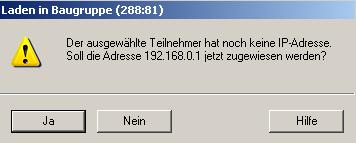 Laden in Baugruppe (288:81)
Der ausgewählte Teilnehmer hat noch keine IP-Adresse.
Soll die Adresse 192.168.0.1 jetzt zugewiesen werden?
Ja
Nein
Hilfe